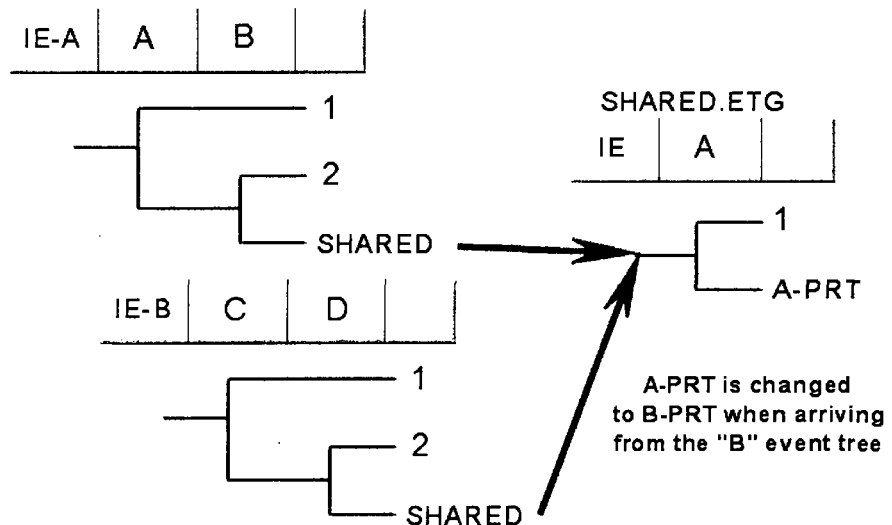 IE-A A B
1
2
SHARED
SHARED.ETG
IE A
1
A-PRT
IE-B C D
1
2
SHARED
A-PRT is changed
to B-PRT when arriving
from the "B" event tree